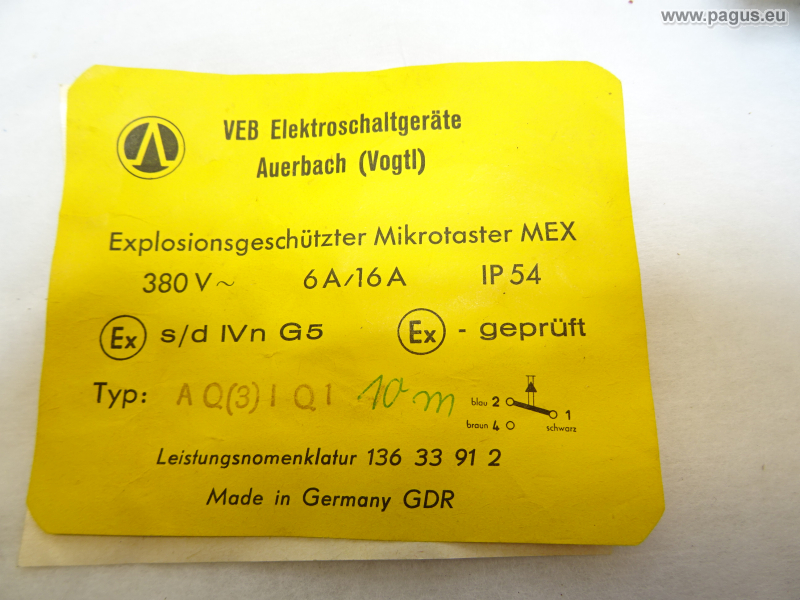 www.pagus.eu
VEB Elektroschaltgeräte
Auerbach (Vogtl)
Explosionsgeschützter Mikrotaster MEX
380 V~ 6 A/16 A IP 54
Ex s/d IVn G5 Ex - geprüft
Typ: A Q(3) I Q I 10 m
blau 2 1
braun 4 schwarz
Leistungsnomenklatur 136 33 91 2
Made in Germany GDR